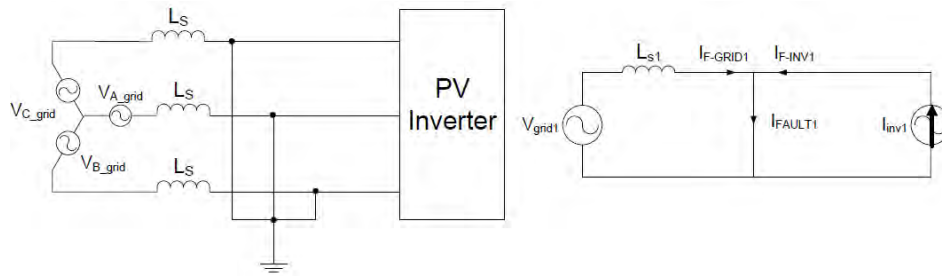 LS
VA_grid
LS
VC_grid
VB_grid
LS
PV
Inverter
Ls1
IF-GRID1
IF-INV1
Vgrid1
IFAULT1
Iinv1